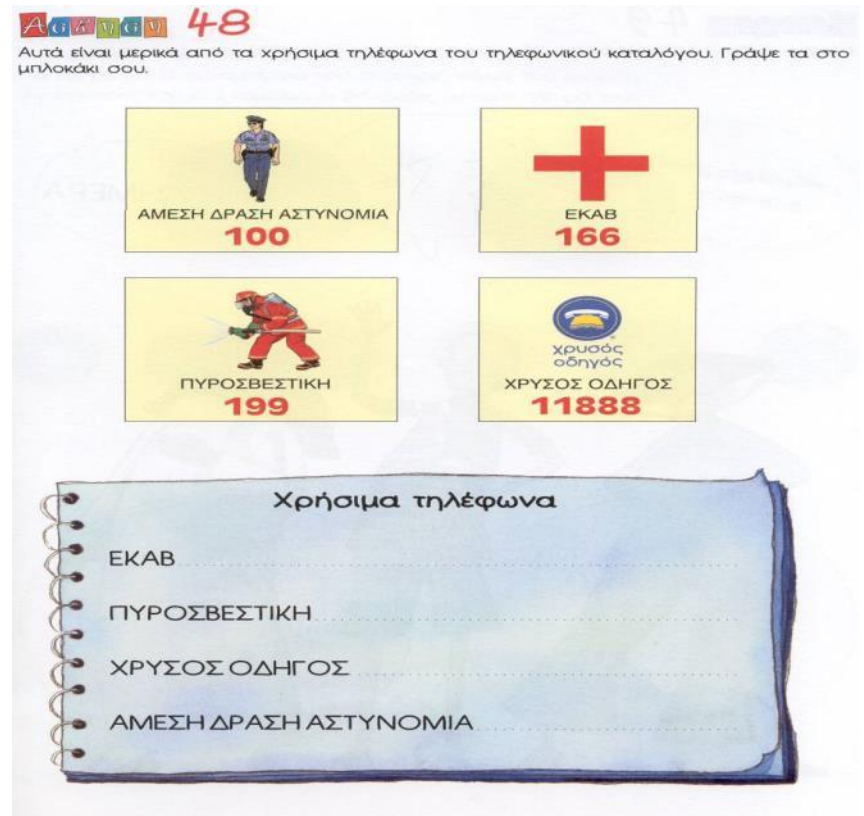 Άσκηση 48
Αυτά είναι μερικά από τα χρήσιμα τηλέφωνα του τηλεφωνικού καταλόγου. Γράψε τα στο
μπλοκάκι σου.
ΑΜΕΣΗ ΔΡΑΣΗ ΑΣΤΥΝΟΜΙΑ
100
ΕΚΑΒ
166
ΠΥΡΟΣΒΕΣΤΙΚΗ
199
χρυσός
οδηγός
ΧΡΥΣΟΣ ΟΔΗΓΟΣ
11888
Χρήσιμα τηλέφωνα
ΕΚΑΒ
ΠΥΡΟΣΒΕΣΤΙΚΗ
ΧΡΥΣΟΣ ΟΔΗΓΟΣ
ΑΜΕΣΗ ΔΡΑΣΗ ΑΣΤΥΝΟΜΙΑ